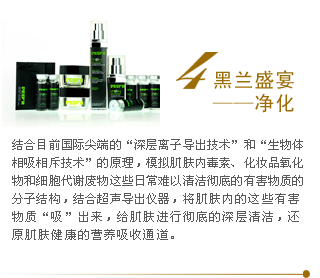 4 黑兰盛宴
——净化
结合目前国际尖端的“深层离子导出技术”和“生物体
相吸相斥技术”的原理，模拟肌肤内毒素、化妆品氧化
物和细胞代谢废物这些日常难以清洁彻底的有害物质的
分子结构，结合超声导出仪器，将肌肤内的这些有害
物质“吸”出来，给肌肤进行彻底的深层清洁，还
原肌肤健康的营养吸收通道。